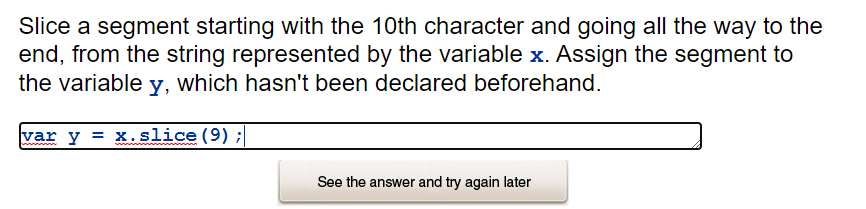 Slice a segment starting with the 10th character and going all the way to the
end, from the string represented by the variable x. Assign the segment to
the variable y, which hasn't been declared beforehand.
var y = x.slice(9);
See the answer and try again later